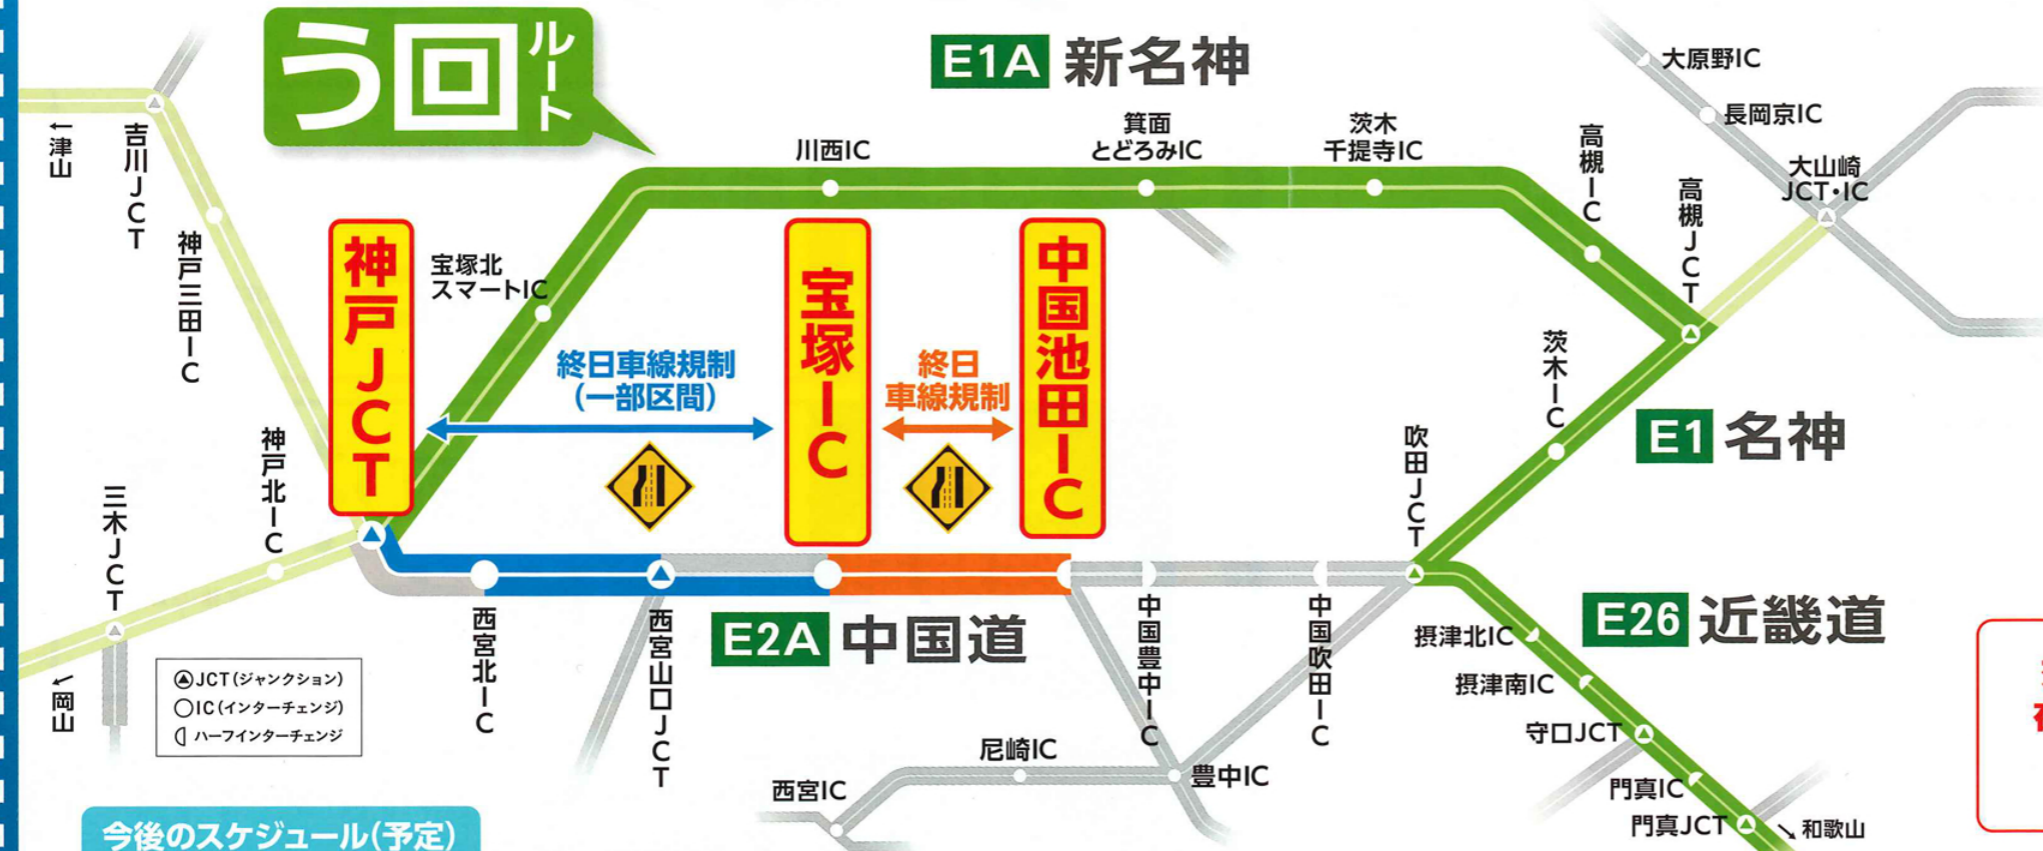 う回
ルート
E1A 新名神
大原野IC
長岡京IC
大山崎
JCT・IC
←津山
吉川JCT
神戸三田IC
川西IC
箕面
とどろみIC
茨木
千提寺IC
高槻IC
高槻JCT
神戸JCT
宝塚北
スマートIC
宝塚IC
中国池田IC
終日車線規制
(一部区間)
終日
車線規制
茨木IC
E1 名神
吹田JCT
神戸北IC
三木JCT
←岡山
JCT(ジャンクション)
IC(インターチェンジ)
ハーフインターチェンジ
西宮北IC
西宮山口JCT
E2A 中国道
中国豊中IC
中国吹田IC
E26 近畿道
摂津北IC
摂津南IC
守口JCT
門真IC
門真JCT
→和歌山
尼崎IC
西宮IC
豊中IC
今後のスケジュール(予定)